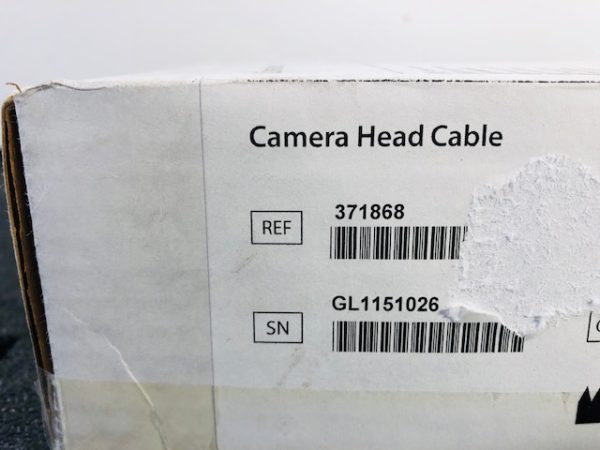 Camera Head Cable
REF
371868
SN
GL1151026